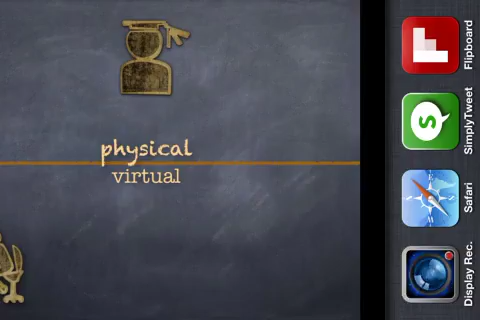 physical
virtual
Flipboard
SimplyTweet
Safari
Display Rec.